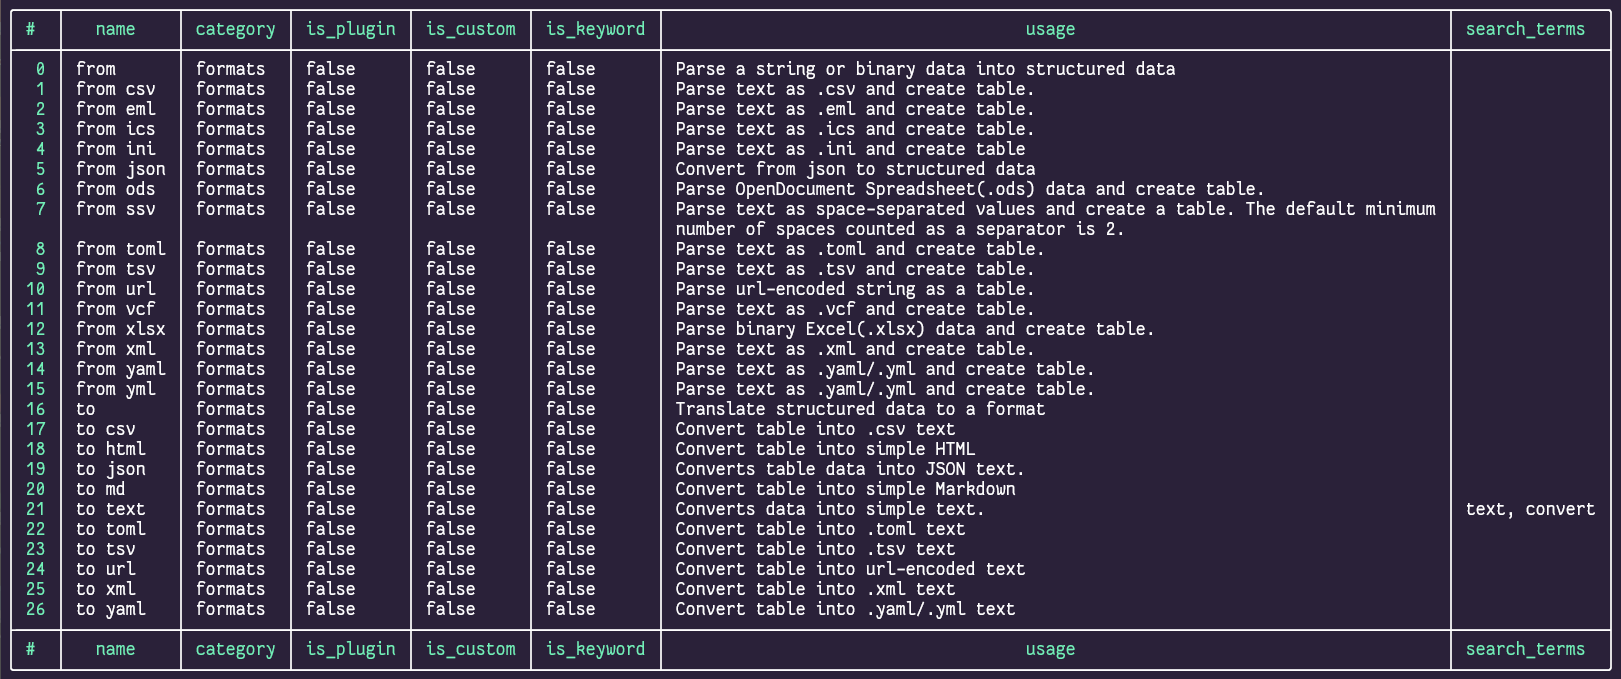 # name category is_plugin is_custom is_keyword usage search_terms
0 from formats false false false Parse a string or binary data into structured data
1 from csv formats false false false Parse text as .csv and create table.
2 from eml formats false false false Parse text as .eml and create table.
3 from ics formats false false false Parse text as .ics and create table.
4 from ini formats false false false Parse text as .ini and create table
5 from json formats false false false Convert from json to structured data
6 from ods formats false false false Parse OpenDocument Spreadsheet(.ods) data and create table.
7 from ssv formats false false false Parse text as space-separated values and create a table. The default minimum
number of spaces counted as a separator is 2.
8 from toml formats false false false Parse text as .toml and create table.
9 from tsv formats false false false Parse text as .tsv and create table.
10 from url formats false false false Parse url-encoded string as a table.
11 from vcf formats false false false Parse text as .vcf and create table.
12 from xlsx formats false false false Parse binary Excel(.xlsx) data and create table.
13 from xml formats false false false Parse text as .xml and create table.
14 from yaml formats false false false Parse text as .yaml/.yml and create table.
15 from yml formats false false false Parse text as .yaml/.yml and create table.
16 to formats false false false Translate structured data to a format
17 to csv formats false false false Convert table into .csv text
18 to html formats false false false Convert table into simple HTML
19 to json formats false false false Converts table data into JSON text.
20 to md formats false false false Convert table into simple Markdown
21 to text formats false false false Converts data into simple text. text, convert
22 to toml formats false false false Convert table into .toml text
23 to tsv formats false false false Convert table into .tsv text
24 to url formats false false false Convert table into url-encoded text
25 to xml formats false false false Convert table into .xml text
26 to yaml formats false false false Convert table into .yaml/.yml text
# name category is_plugin is_custom is_keyword usage search_terms